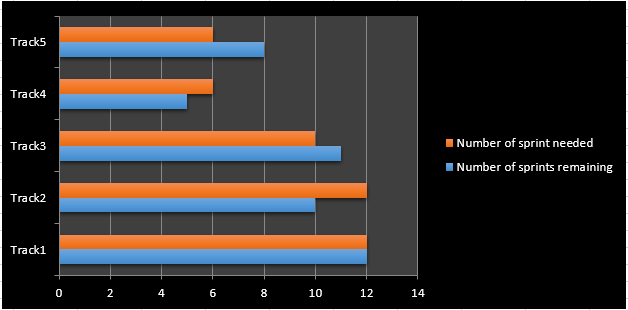 Track5
Track4
Track3
Track2
Track1
0 2 4 6 8 10 12 14
Number of sprint needed
Number of sprints remaining